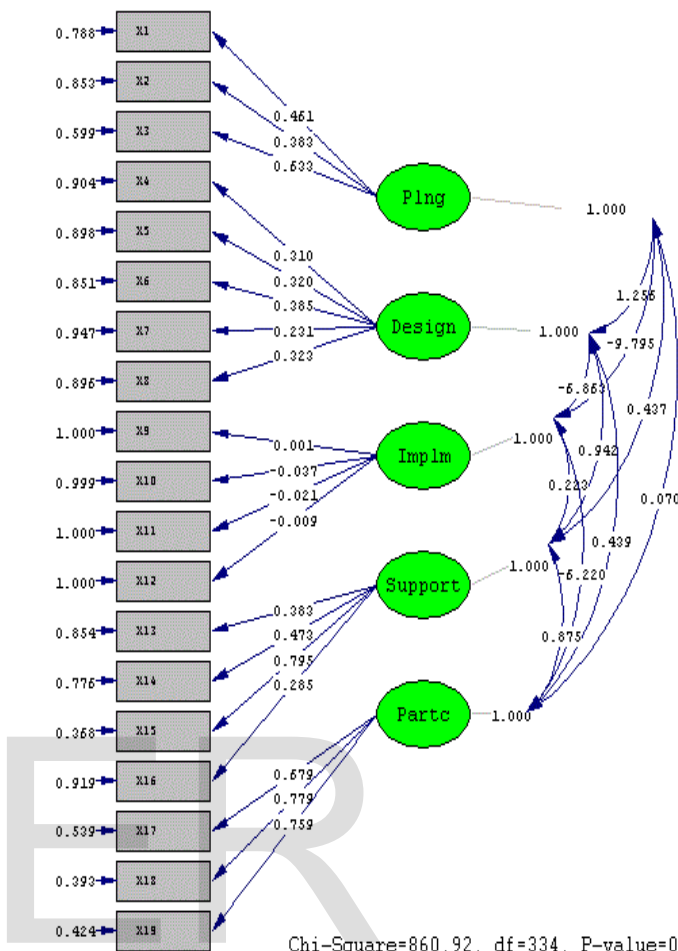 0.788 X1
0.853 X2
0.461
0.599 X3
0.383
0.633
0.904 X4
Plng
1.000
0.898 X5
0.310
0.320
0.851 X6
0.385
1.255
0.947 X7
0.231
Design
1.000
-9.795
0.323
0.896 X8
-6.863
0.437
1.000 X9
0.001
Implm
1.000
0.942
-0.037
0.999 X10
0.223
-0.021
0.070
-0.009
1.000 X11
0.439
1.000 X12
1.000
-6.220
Support
0.383
0.854 X13
0.473
0.875
0.795
0.776 X14
0.285
Partc
1.000
0.368 X15
0.679
0.919 X16
0.779
0.759
0.539 X17
0.393 X18
0.424 X19
ER
Chi-Square=860.92, df=334, P-value=0